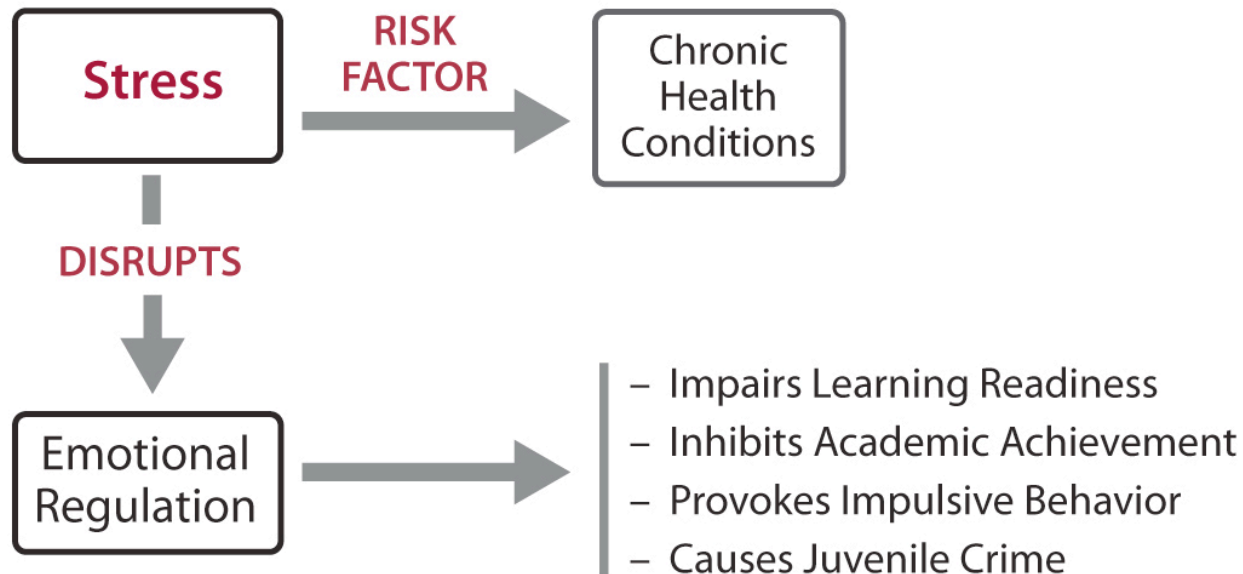 Stress
RISK
FACTOR
Chronic
Health
Conditions
DISRUPTS
Emotional
Regulation
– Impairs Learning Readiness
– Inhibits Academic Achievement
– Provokes Impulsive Behavior
– Causes Juvenile Crime